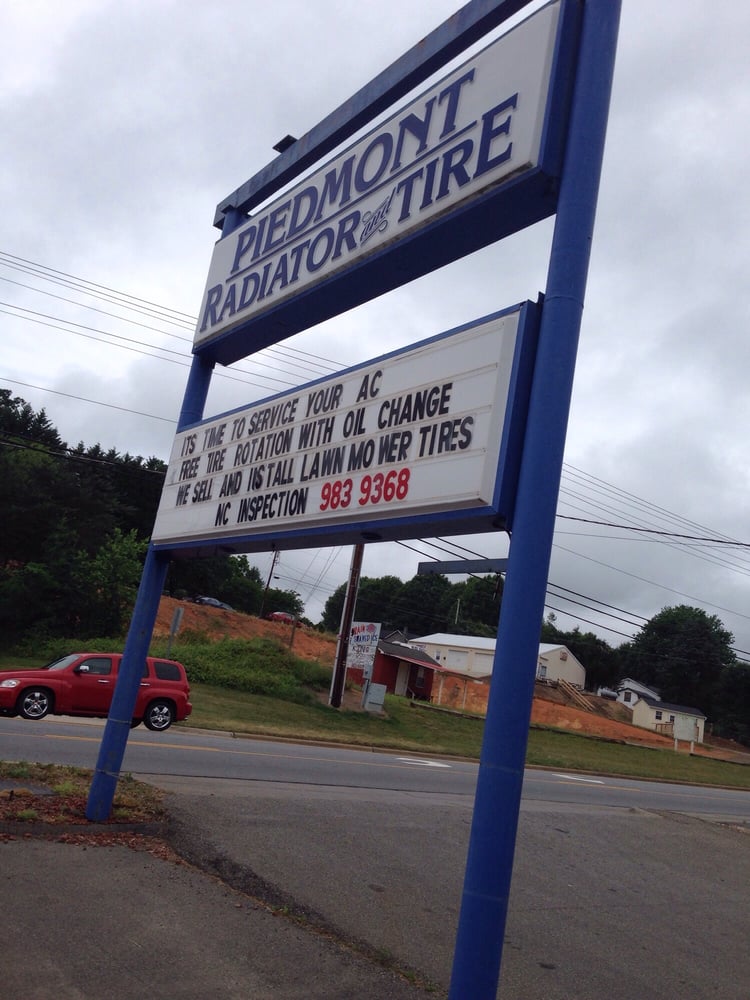 PIEDMONT
RADIATOR and TIRE
ITS TIME TO SERVICE YOUR AC
FREE TIRE ROTATION WITH OIL CHANGE
WE SELL AND INSTALL LAWN MOWER TIRES
NC INSPECTION 983 9368